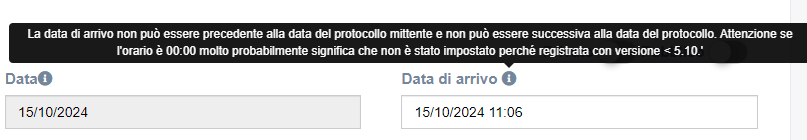 La data di arrivo non può essere precedente alla data del protocollo mittente e non può essere successiva alla data del protocollo. Attenzione se
l'orario è 00:00 molto probabilmente significa che non è stato impostato perché registrata con versione < 5.10.'
Data
Data di arrivo
15/10/2024
15/10/2024 11:06